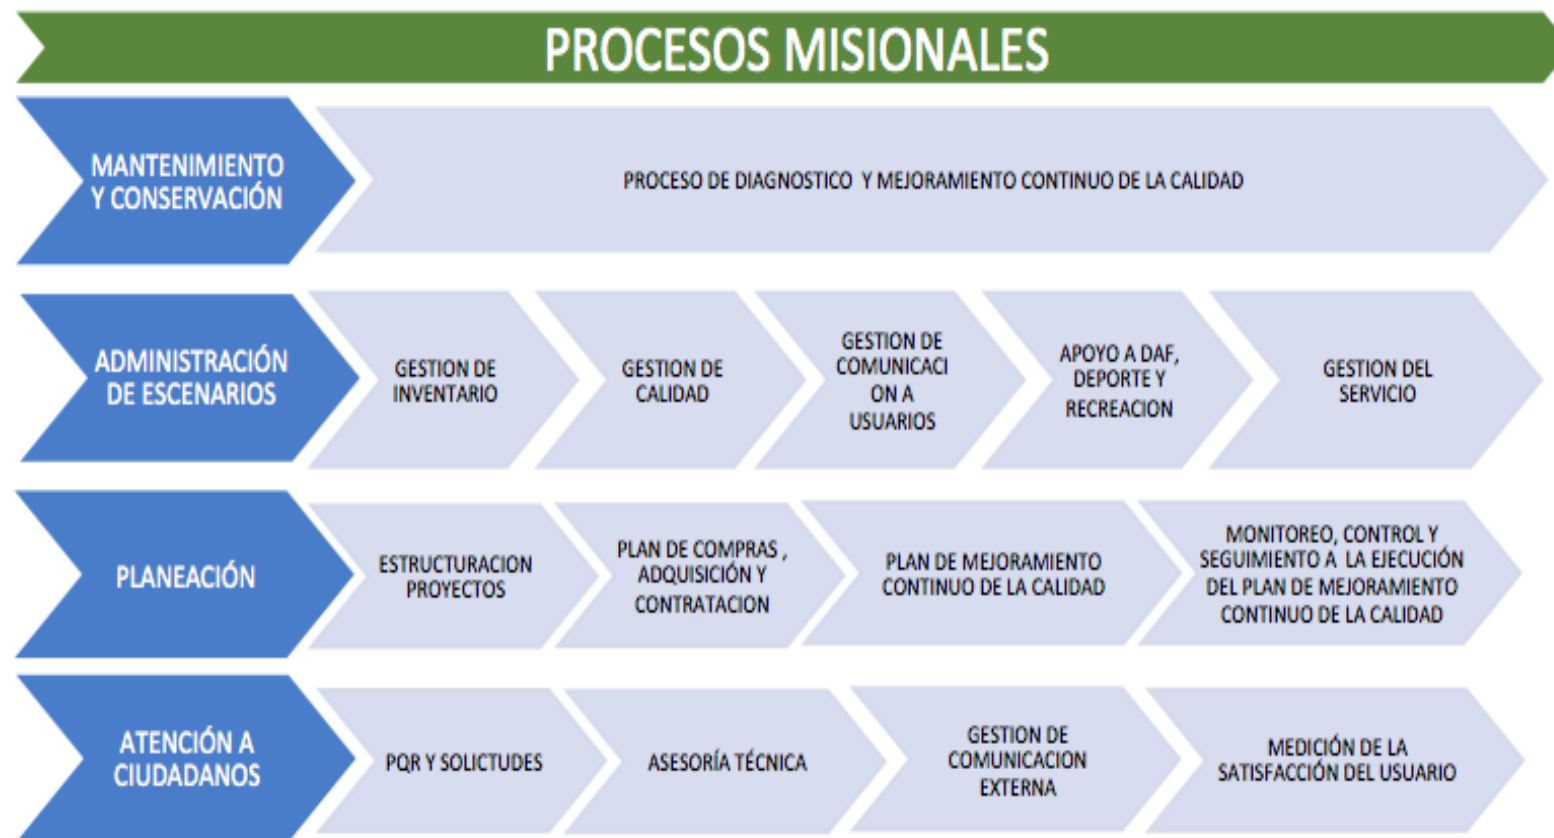 PROCESOS MISIONALES
MANTENIMIENTO
Y CONSERVACIÓN
PROCESO DE DIAGNOSTICO Y MEJORAMIENTO CONTINUO DE LA CALIDAD
ADMINISTRACIÓN
DE ESCENARIOS
GESTION DE
INVENTARIO
GESTION DE
CALIDAD
GESTION DE
COMUNICACI
ON A
USUARIOS
APOYO A DAF,
DEPORTE Y
RECREACION
GESTION DEL
SERVICIO
PLANEACIÓN
ESTRUCTURACION
PROYECTOS
PLAN DE COMPRAS ,
ADQUISICIÓN Y
CONTRATACION
PLAN DE MEJORAMIENTO
CONTINUO DE LA CALIDAD
MONITOREO, CONTROL Y
SEGUIMIENTO A LA EJECUCIÓN
DEL PLAN DE MEJORAMIENTO
CONTINUO DE LA CALIDAD
ATENCIÓN A
CIUDADANOS
PQR Y SOLICTUDES
ASESORÍA TÉCNICA
GESTION DE
COMUNICACION
EXTERNA
MEDICIÓN DE LA
SATISFACCIÓN DEL USUARIO